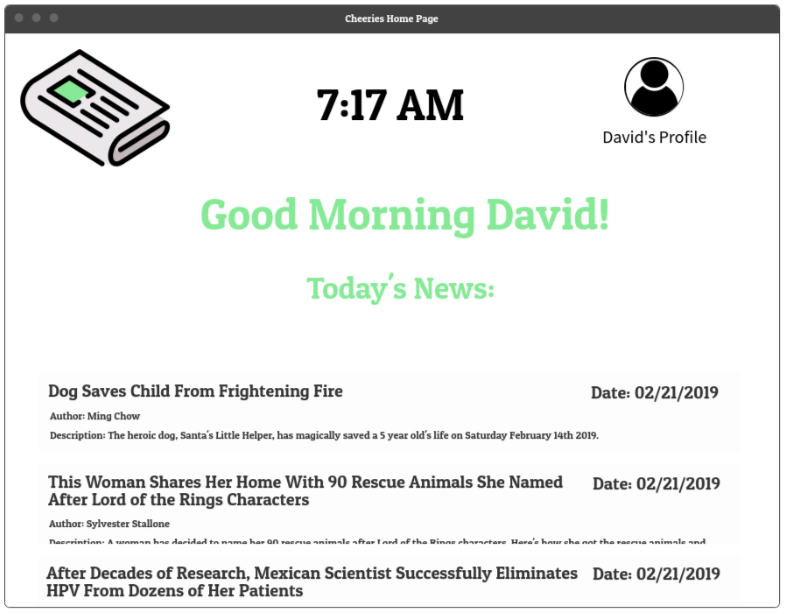 Cheeries Home Page
7:17 AM
David's Profile
Good Morning David!
Today's News:
Dog Saves Child From Frightening Fire
Date: 02/21/2019
Author: Ming Chow
Description: The heroic dog, Santa's Little Helper, has magically saved a 5 year old's life on Saturday February 14th 2019.
This Woman Shares Her Home With 90 Rescue Animals She Named
After Lord of the Rings Characters
Date: 02/21/2019
Author: Sylvester Stallone
Description: A woman has decided to name her 90 rescue animals after Lord of the Rings characters. Here's how she got the rescue animals and
After Decades of Research, Mexican Scientist Successfully Eliminates
HPV From Dozens of Her Patients
Date: 02/21/2019